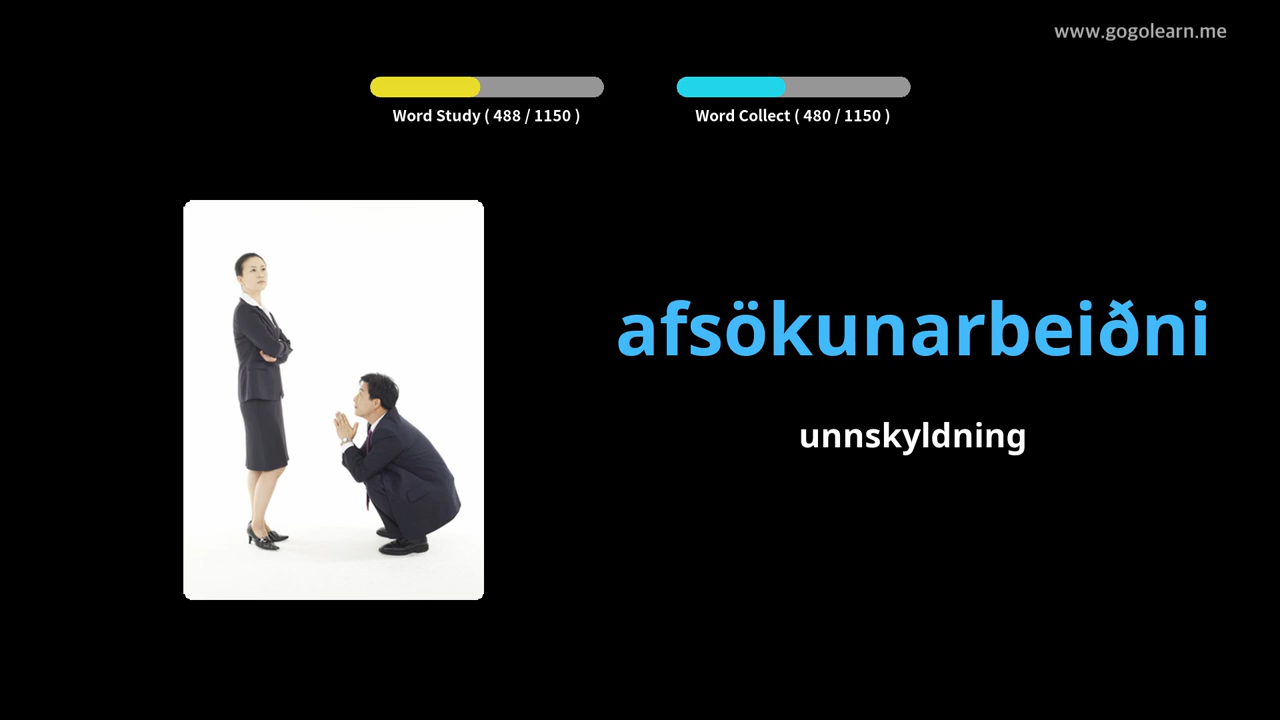 www.gogolearn.me
Word Study ( 488 / 1150 )
Word Collect ( 480 / 1150 )
afsökunarbeiðni
unnskyldning